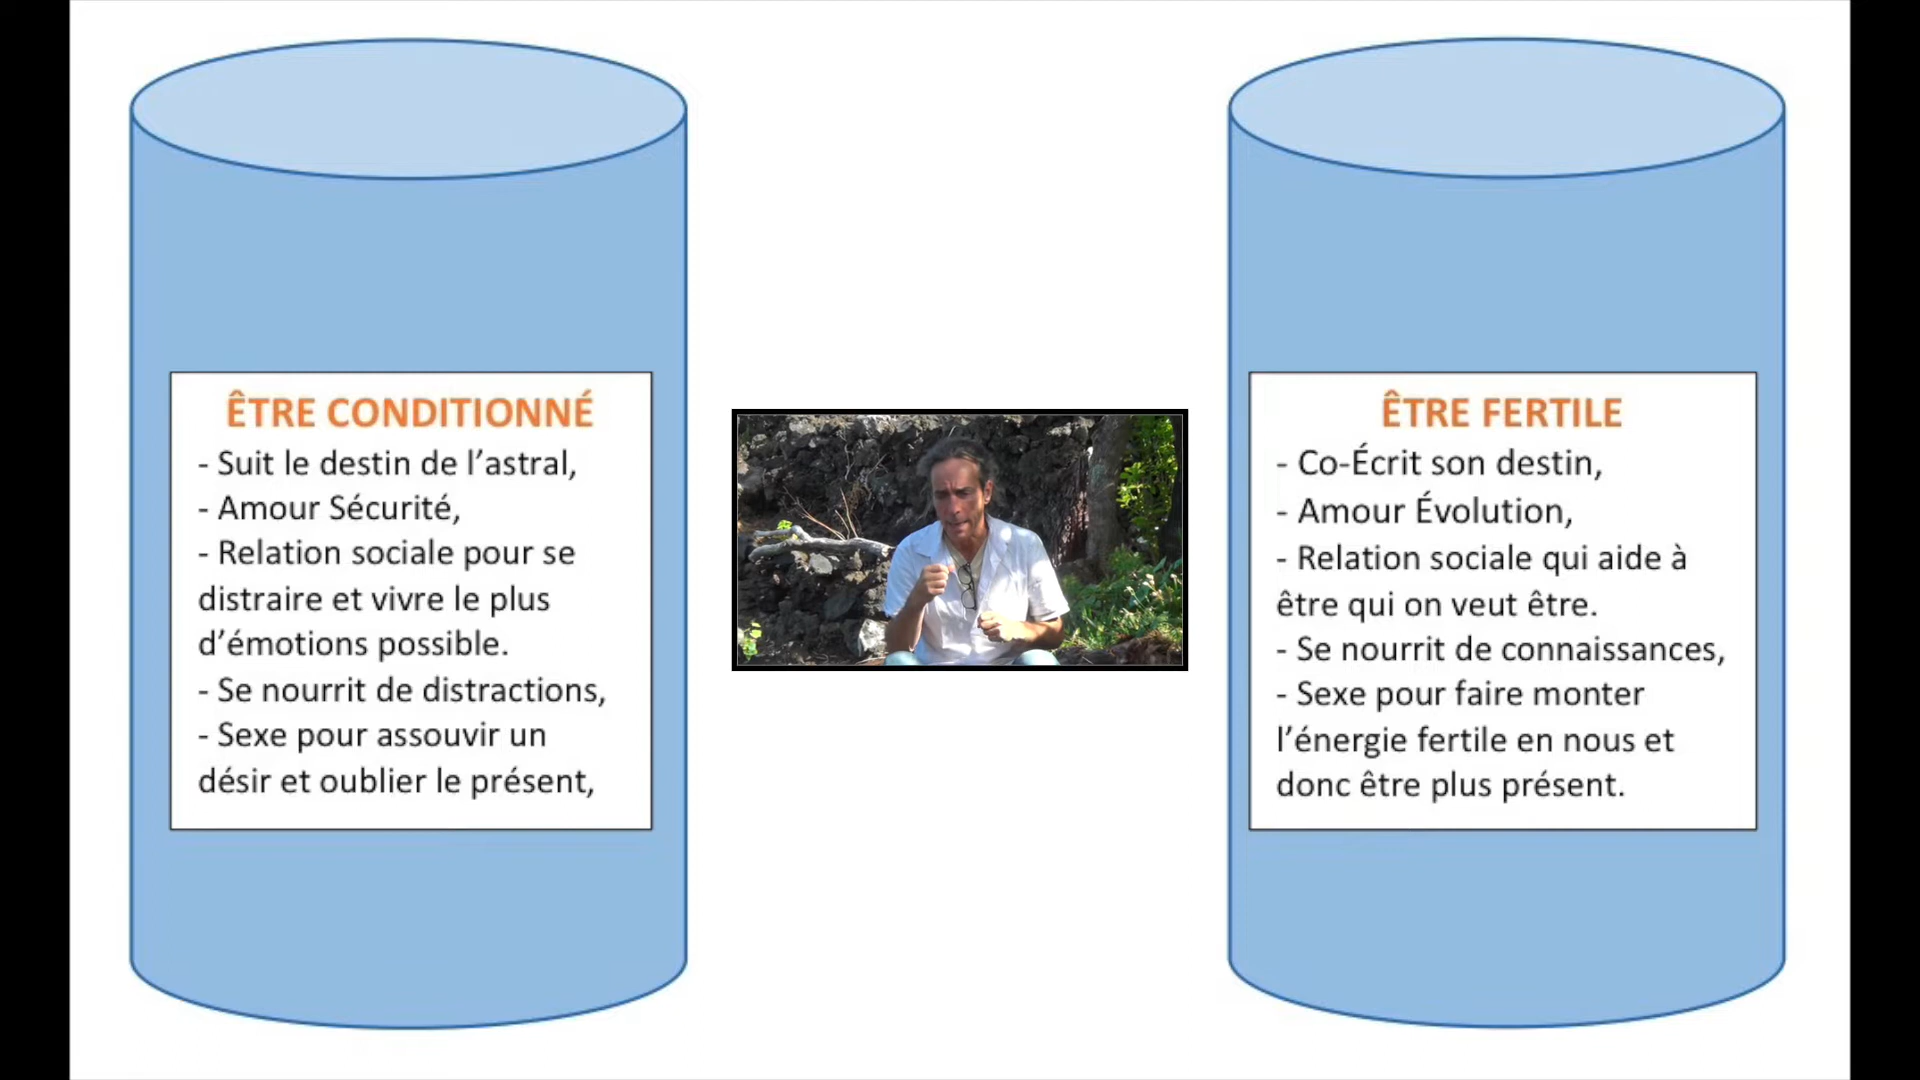 ÊTRE CONDITIONNÉ
- Suit le destin de l’astral,
- Amour Sécurité,
- Relation sociale pour se
distraire et vivre le plus
d’émotions possible.
- Se nourrit de distractions,
- Sexe pour assouvir un
désir et oublier le présent,
ÊTRE FERTILE
- Co-Écrit son destin,
- Amour Évolution,
- Relation sociale qui aide à
être qui on veut être.
- Se nourrit de connaissances,
- Sexe pour faire monter
l’énergie fertile en nous et
donc être plus présent.